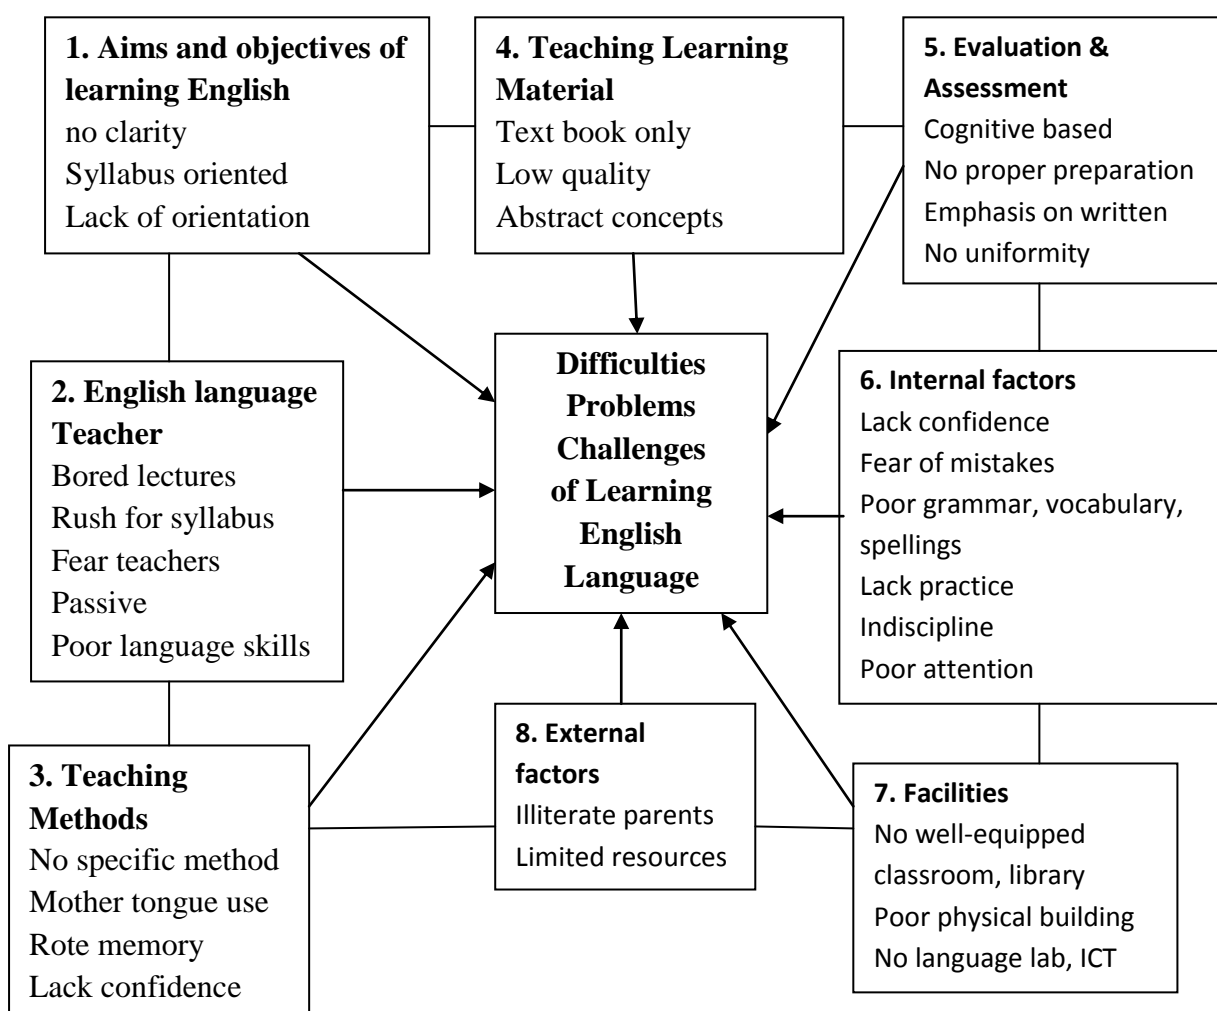 1. Aims and objectives of
learning English
no clarity
Syllabus oriented
Lack of orientation
2. English language
Teacher
Bored lectures
Rush for syllabus
Fear teachers
Passive
Poor language skills
3. Teaching
Methods
No specific method
Mother tongue use
Rote memory
Lack confidence
4. Teaching Learning
Material
Text book only
Low quality
Abstract concepts
5. Evaluation &
Assessment
Cognitive based
No proper preparation
Emphasis on written
No uniformity
6. Internal factors
Lack confidence
Fear of mistakes
Poor grammar, vocabulary,
spellings
Lack practice
Indiscipline
Poor attention
7. Facilities
No well-equipped
classroom, library
Poor physical building
No language lab, ICT
8. External
factors
Illiterate parents
Limited resources
Difficulties
Problems
Challenges
of Learning
English
Language